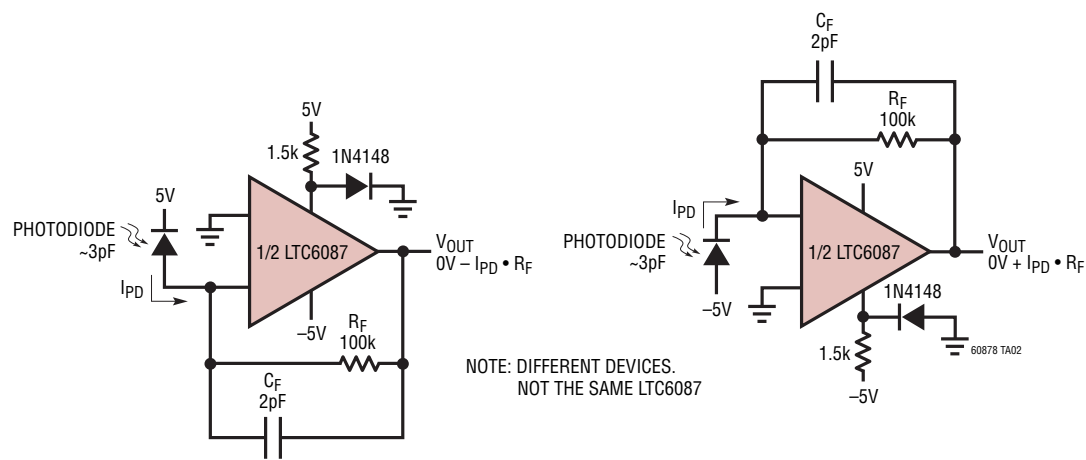 5V
1.5k
1N4148
5V
PHOTODIODE
~3pF
1/2 LTC6087
VOUT
0V – IPD • RF
IPD
–5V
RF
100k
CF
2pF
NOTE: DIFFERENT DEVICES.
NOT THE SAME LTC6087
CF
2pF
RF
100k
5V
IPD
PHOTODIODE
~3pF
1/2 LTC6087
VOUT
0V + IPD • RF
–5V
1N4148
1.5k
–5V
60878 TA02